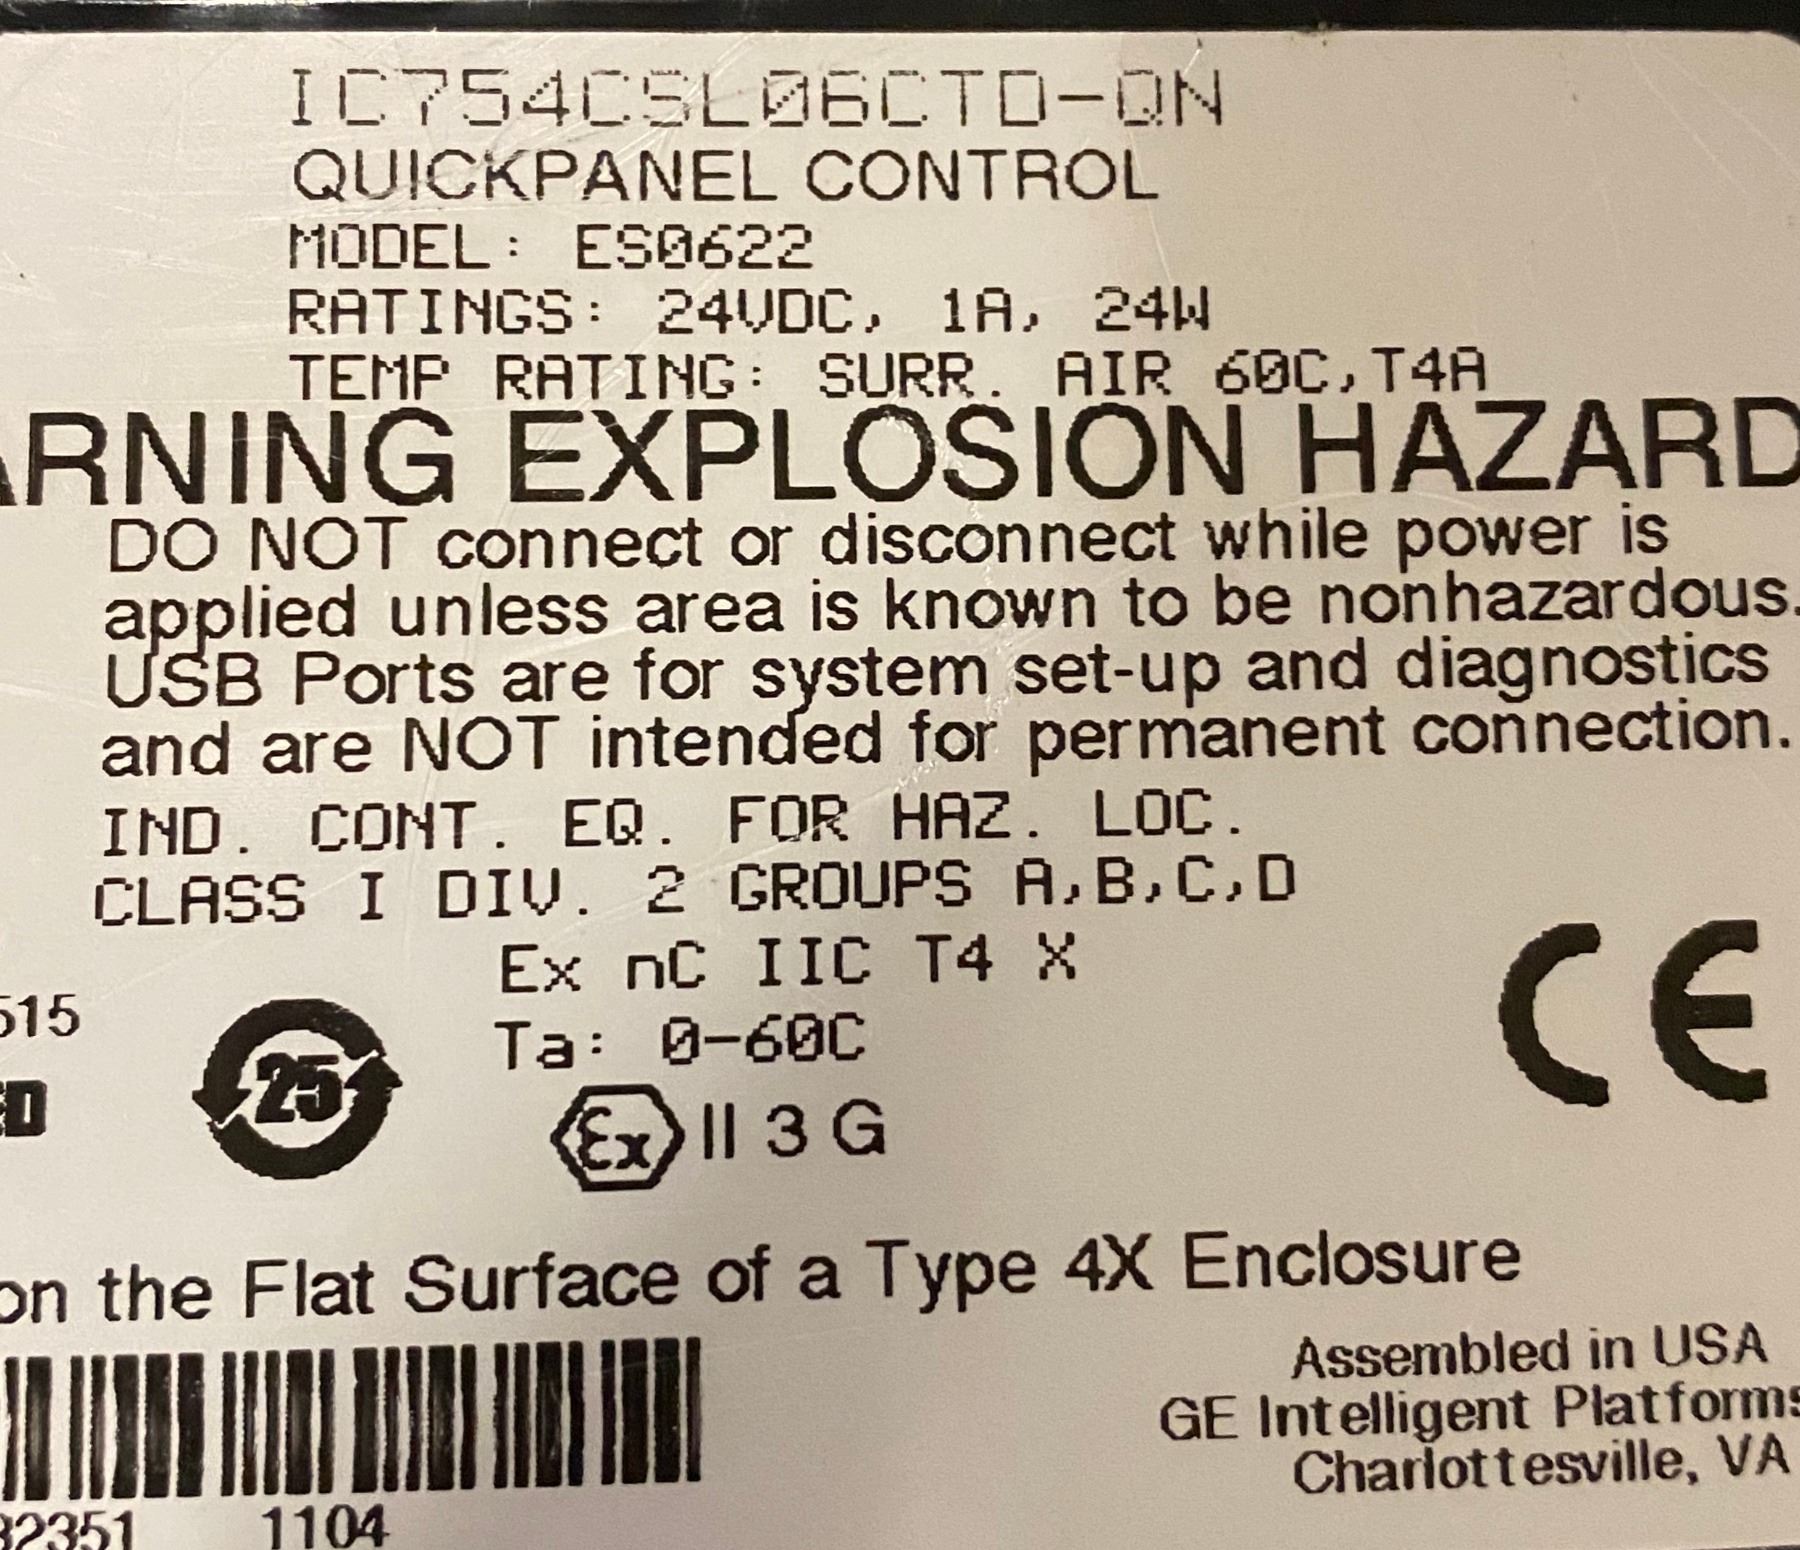 IC754CSL06CTD-QN
QUICKPANEL CONTROL
MODEL: ES0622
RATINGS: 24VDC, 1A, 24W
TEMP RATING: SURR. AIR 60C,T4A
ARNING EXPLOSION HAZARD
DO NOT connect or disconnect while power is
applied unless area is known to be nonhazardous.
USB Ports are for system set-up and diagnostics
and are NOT intended for permanent connection.
IND. CONT. EQ. FOR HAZ. LOC.
CLASS I DIV. 2 GROUPS A,B,C,D
Ex nC IIC T4 X
Ta: 0-60C
515
ED
25
Ex II 3 G
CE
on the Flat Surface of a Type 4X Enclosure
Assembled in USA
GE Intelligent Platforms
Charlottesville, VA
32351 1104